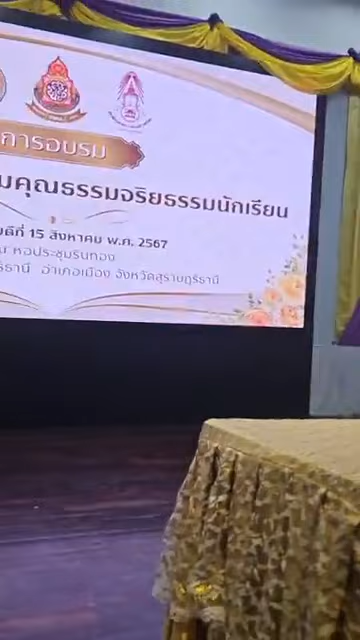 การอบรม
มคุณธรรมจริยธรรมนักเรียน
ที่ 15 สิงหาคม พ.ศ. 2567
ณ หอประชุมรินทอง
ธานี อำเภอเมือง จังหวัดสุราษฎร์ธานี